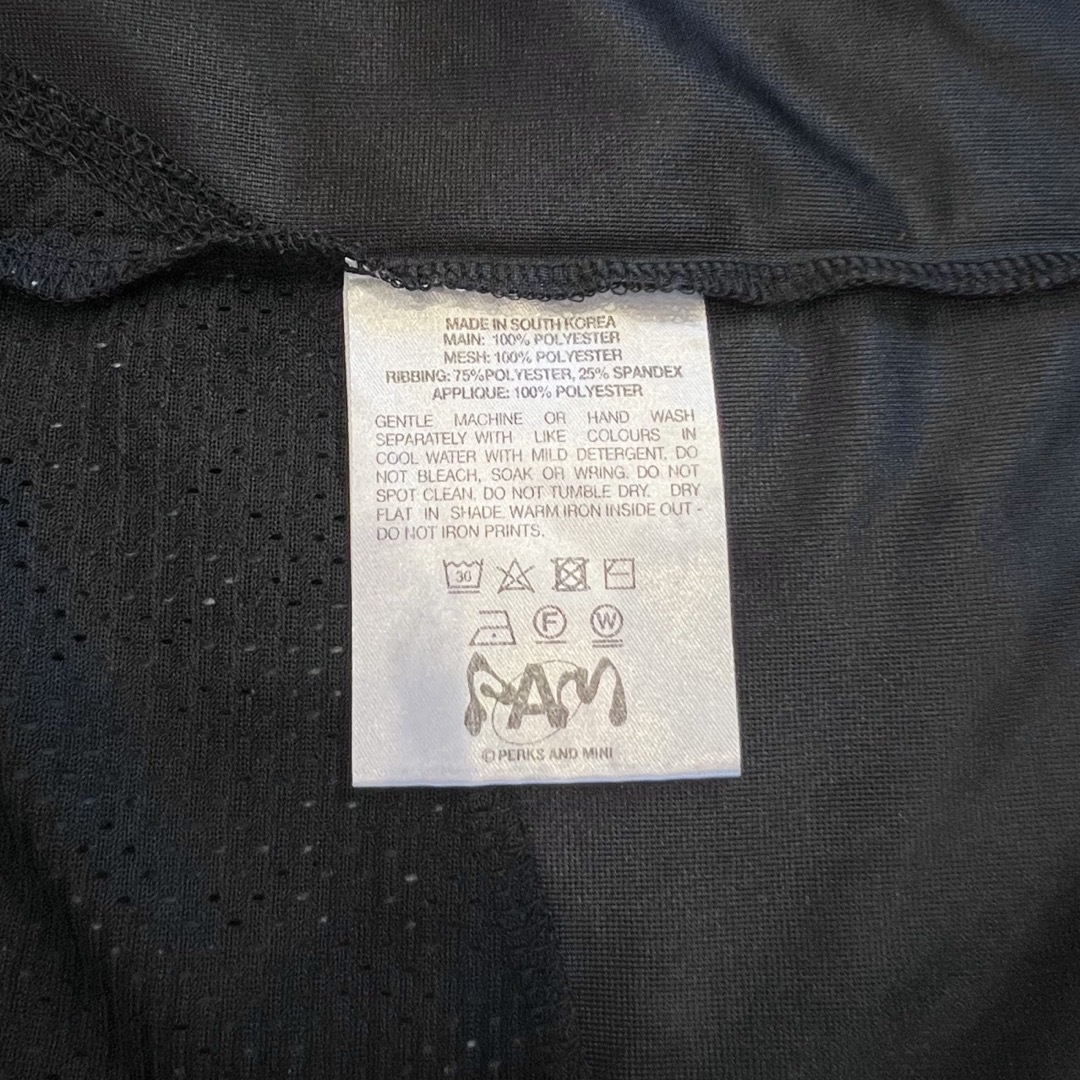 MADE IN SOUTH KOREA
MAIN: 100% POLYESTER
MESH: 100% POLYESTER
RIBBING: 75%POLYESTER, 25% SPANDEX
APPLIQUE: 100% POLYESTER
GENTLE MACHINE OR HAND WASH
SEPARATELY WITH LIKE COLOURS IN
COOL WATER WITH MILD DETERGENT. DO
NOT BLEACH, SOAK OR WRING. DO NOT
SPOT CLEAN. DO NOT TUMBLE DRY. DRY
FLAT IN SHADE. WARM IRON INSIDE OUT -
DO NOT IRON PRINTS.
30
F W
PAM
© PERKS AND MINI